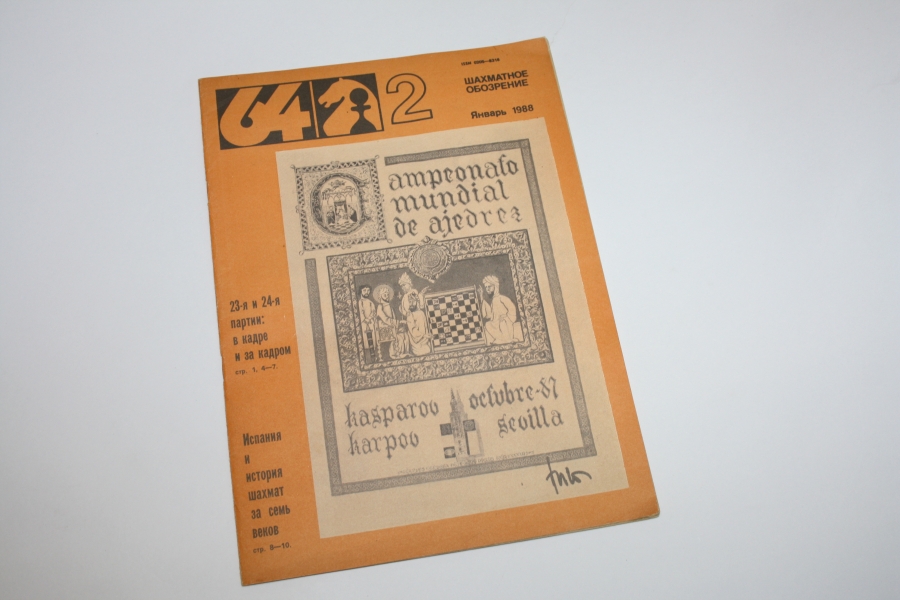 64
2
ШАХМАТНОЕ
ОБОЗРЕНИЕ
Январь 1988
Campeonato
mundial
de ajedrez
23-я и 24-я
партии:
в кадре
и за кадром
стр. 1, 4—7.
kasparov octubre-87
karpov sevilla
Испания
и
история
шахмат
за семь
веков
стр. 8—10.